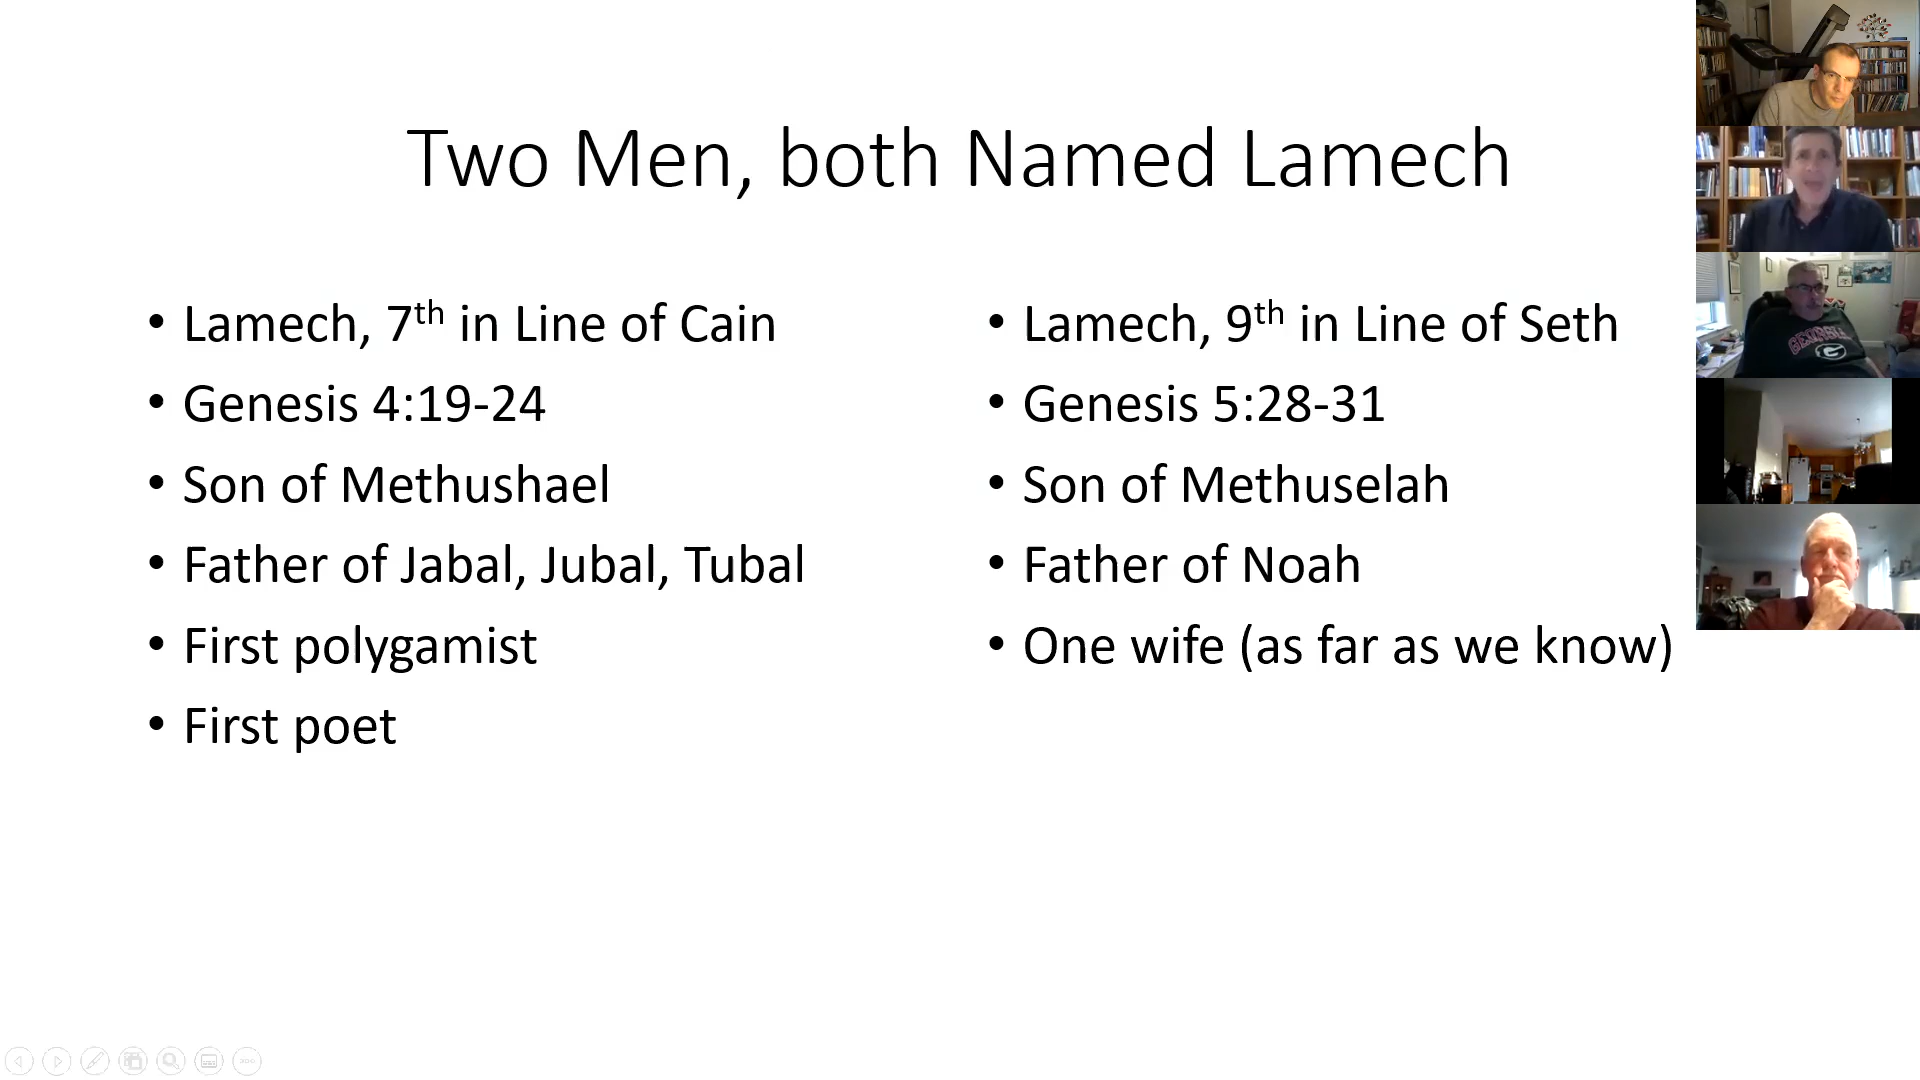 Two Men, both Named Lamech
• Lamech, 7th in Line of Cain
• Genesis 4:19-24
• Son of Methushael
• Father of Jabal, Jubal, Tubal
• First polygamist
• First poet
• Lamech, 9th in Line of Seth
• Genesis 5:28-31
• Son of Methuselah
• Father of Noah
• One wife (as far as we know)
GEORGIA
G